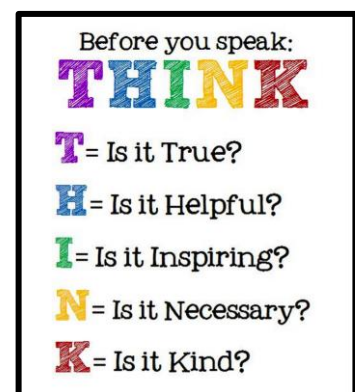 Before you speak:
THINK
T = Is it True?
H = Is it Helpful?
I = Is it Inspiring?
N = Is it Necessary?
K = Is it Kind?